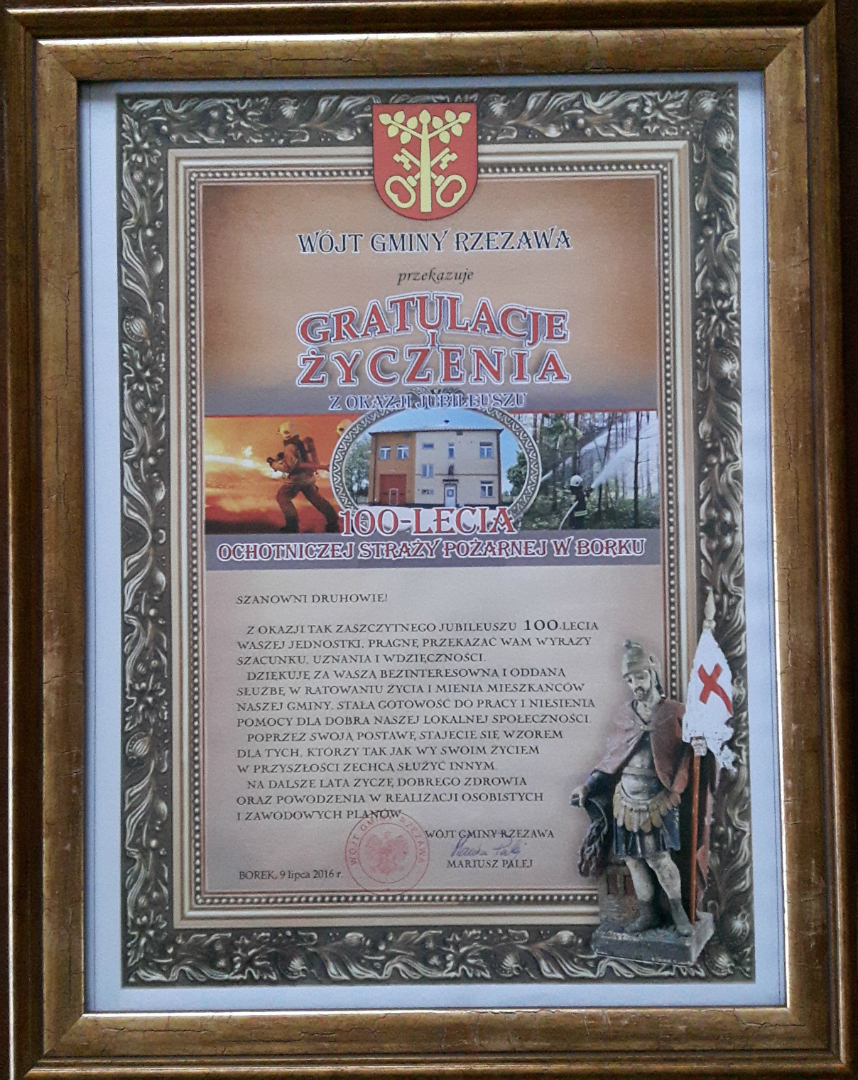 WÓJT GMINY RZEZAWA
przekazuje
GRATULACJE
I
ŻYCZENIA
Z OKAZJI JUBILEUSZU
100-LECIA
OCHOTNICZEJ STRAŻY POŻARNEJ W BORKU
SZANOWNI DRUHOWIE!
Z OKAZJI TAK ZASZCZYTNEGO JUBILEUSZU 100-LECIA
WASZEJ JEDNOSTKI, PRAGNĘ PRZEKAZAĆ WAM WYRAZY
SZACUNKU, UZNANIA I WDZIĘCZNOŚCI.
DZIĘKUJĘ ZA WASZĄ BEZINTERESOWNĄ I ODDANĄ
SŁUŻBĘ W RATOWANIU ŻYCIA I MIENIA MIESZKAŃCÓW
NASZEJ GMINY, STAŁĄ GOTOWOŚĆ DO PRACY I NIESIENIA
POMOCY DLA DOBRA NASZEJ LOKALNEJ SPOŁECZNOŚCI.
POPRZEZ SWOJĄ POSTAWĘ, STAJECIE SIĘ WZOREM
DLA TYCH, KTÓRZY TAK JAK WY SWOIM ŻYCIEM
W PRZYSZŁOŚCI ZECHCĄ SŁUŻYĆ INNYM.
NA DALSZE LATA ŻYCZĘ, DOBREGO ZDROWIA
ORAZ POWODZENIA W REALIZACJI OSOBISTYCH
I ZAWODOWYCH PLANÓW
WÓJT GMINY RZEZAWA
MARIUSZ PALEJ
BOREK, 9 lipca 2016 r.
WÓJT GMINY RZEZAWA